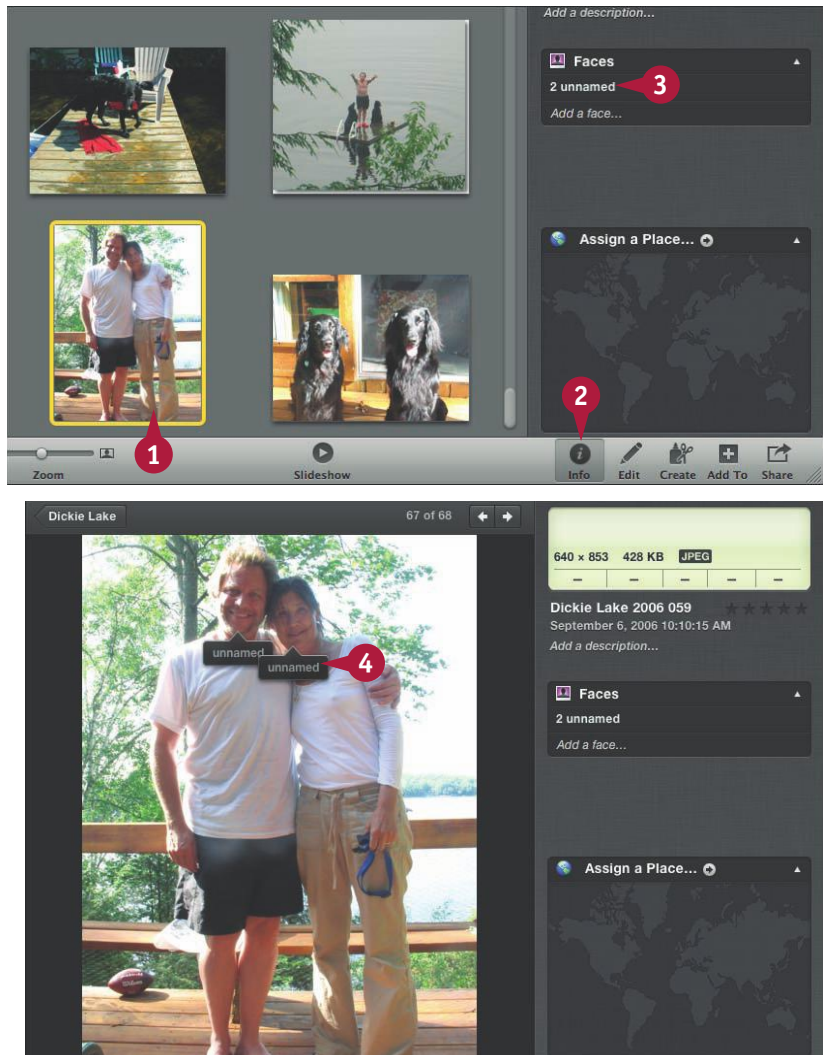 Add a description...
Faces
2 unnamed
3
Add a face...
Assign a Place...
1
2
Zoom
Slideshow
Info
Edit
Create
Add To
Share
Dickie Lake
67 of 68
640 × 853 428 KB JPEG
– – – – –
Dickie Lake 2006 059
September 6, 2006 10:10:15 AM
Add a description...
unnamed
unnamed
4
Faces
2 unnamed
Add a face...
Assign a Place...